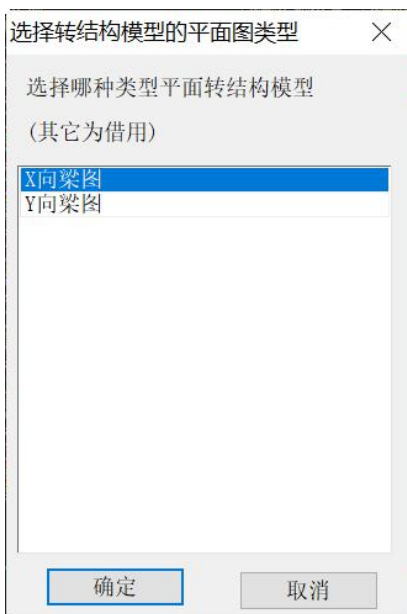 选择转结构模型的平面图类型
选择哪种类型平面转结构模型
(其它为借用)
X向梁图
Y向梁图
确定
取消